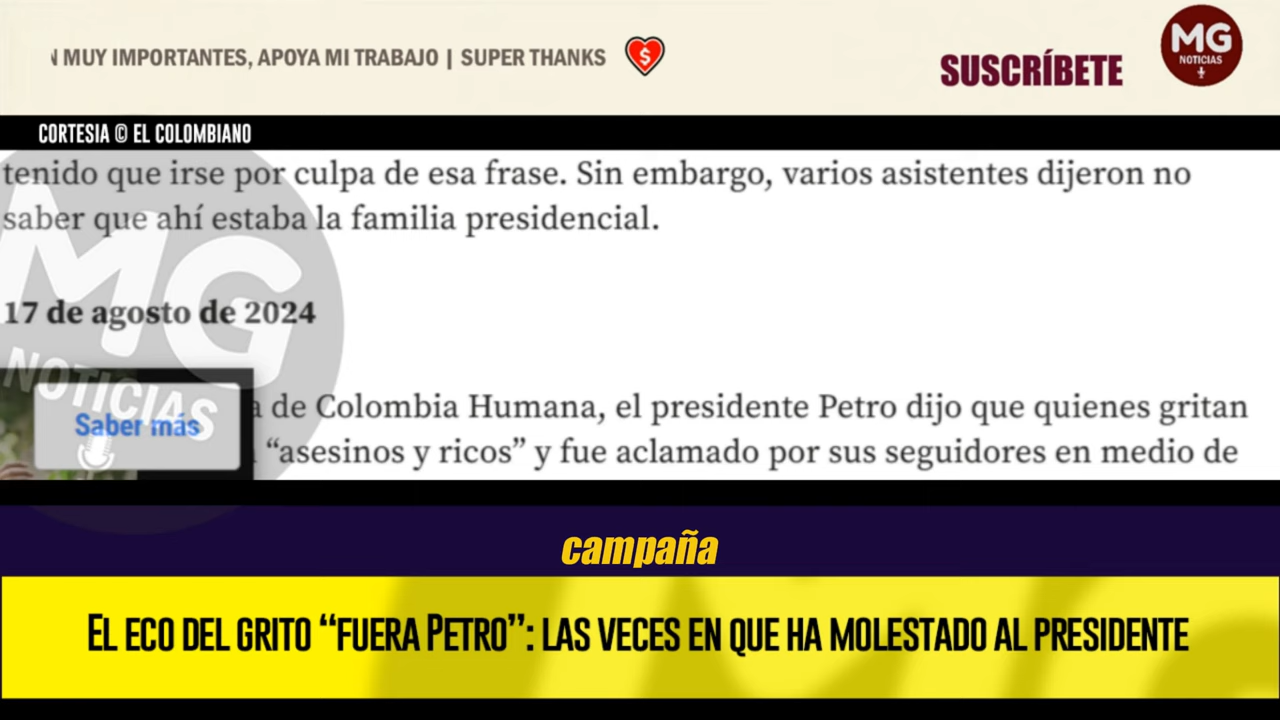 MUY IMPORTANTES, APOYA MI TRABAJO | SUPER THANKS
$
SUSCRÍBETE
MG
NOTICIAS
CORTESIA © EL COLOMBIANO
tenido que irse por culpa de esa frase. Sin embargo, varios asistentes dijeron no
saber que ahí estaba la familia presidencial.
17 de agosto de 2024
MG
NOTICIAS
Saber más
de Colombia Humana, el presidente Petro dijo que quienes gritan
“asesinos y ricos” y fue aclamado por sus seguidores en medio de
campaña
EL ECO DEL GRITO “FUERA PETRO”: LAS VECES EN QUE HA MOLESTADO AL PRESIDENTE